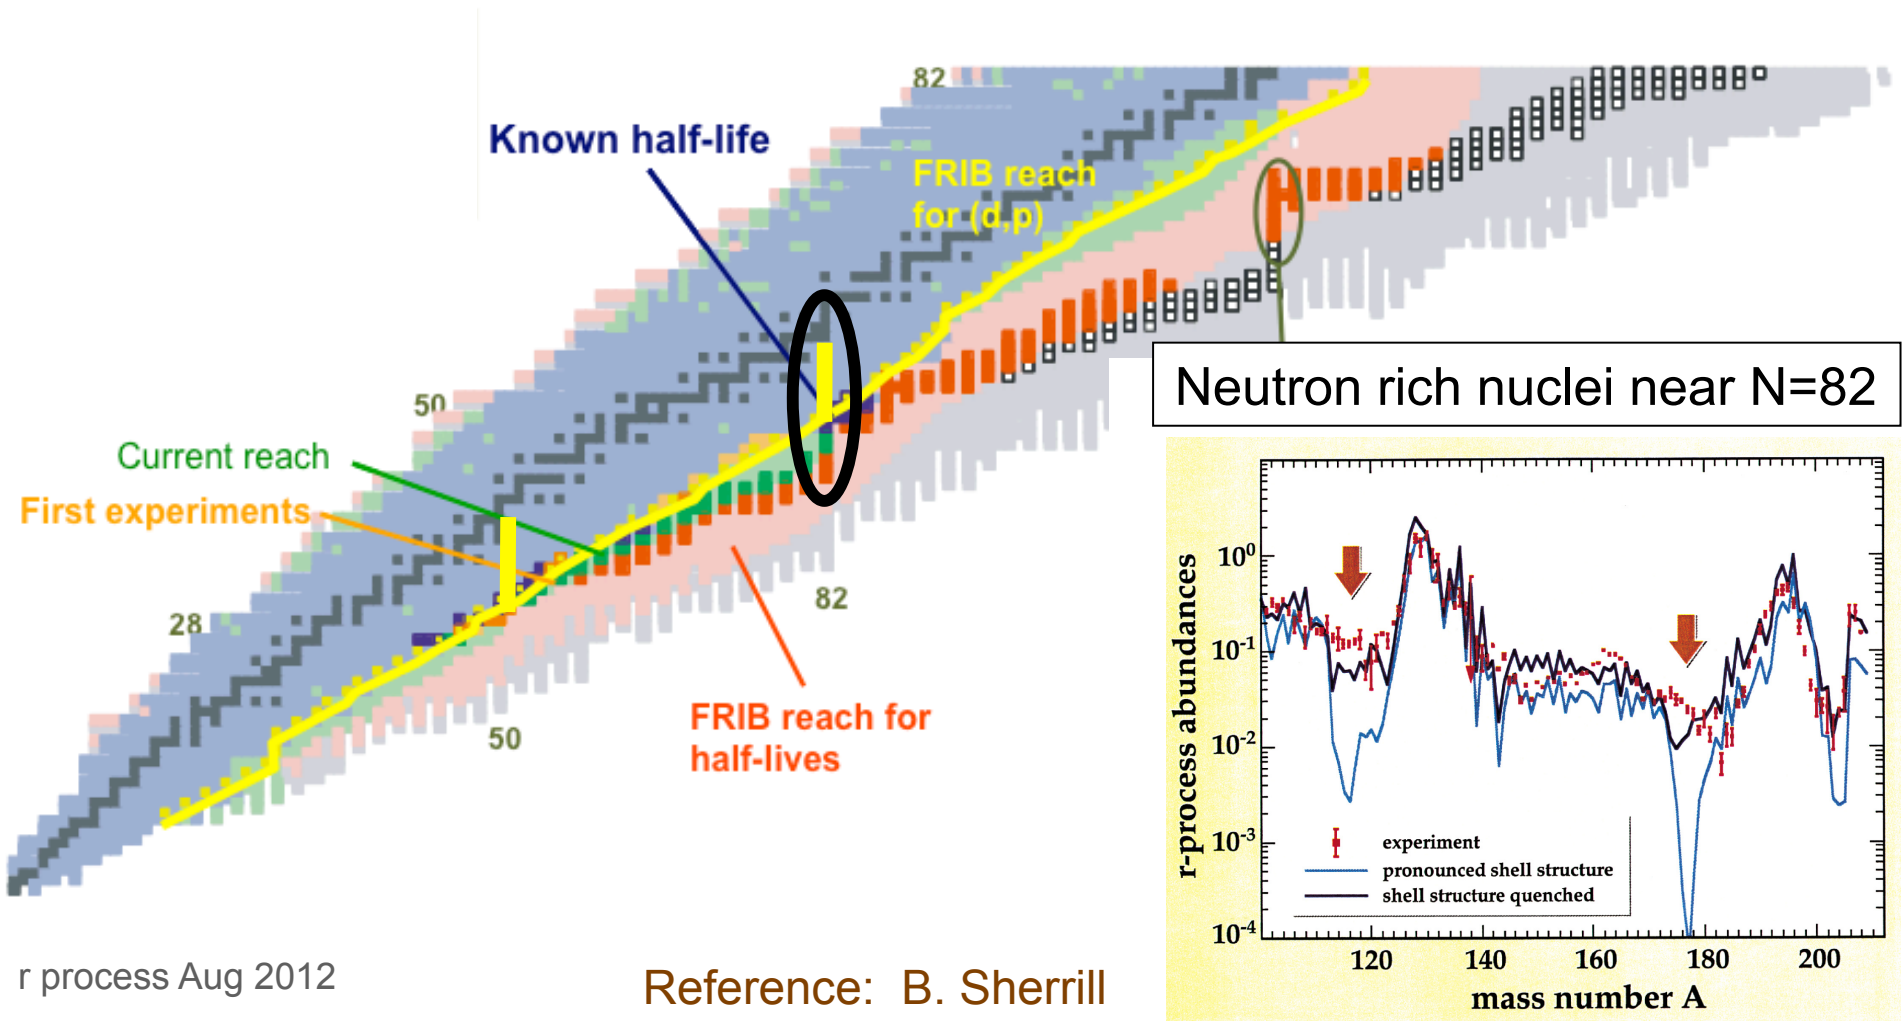 82
Known half-life
FRIB reach
for (d,p)
50
Current reach
First experiments
28
82
50
FRIB reach for
half-lives
Neutron rich nuclei near N=82
r-process abundances
10⁰
10⁻¹
10⁻²
10⁻³
10⁻⁴
experiment
pronounced shell structure
shell structure quenched
120
140
160
180
200
mass number A
r process Aug 2012
Reference: B. Sherrill